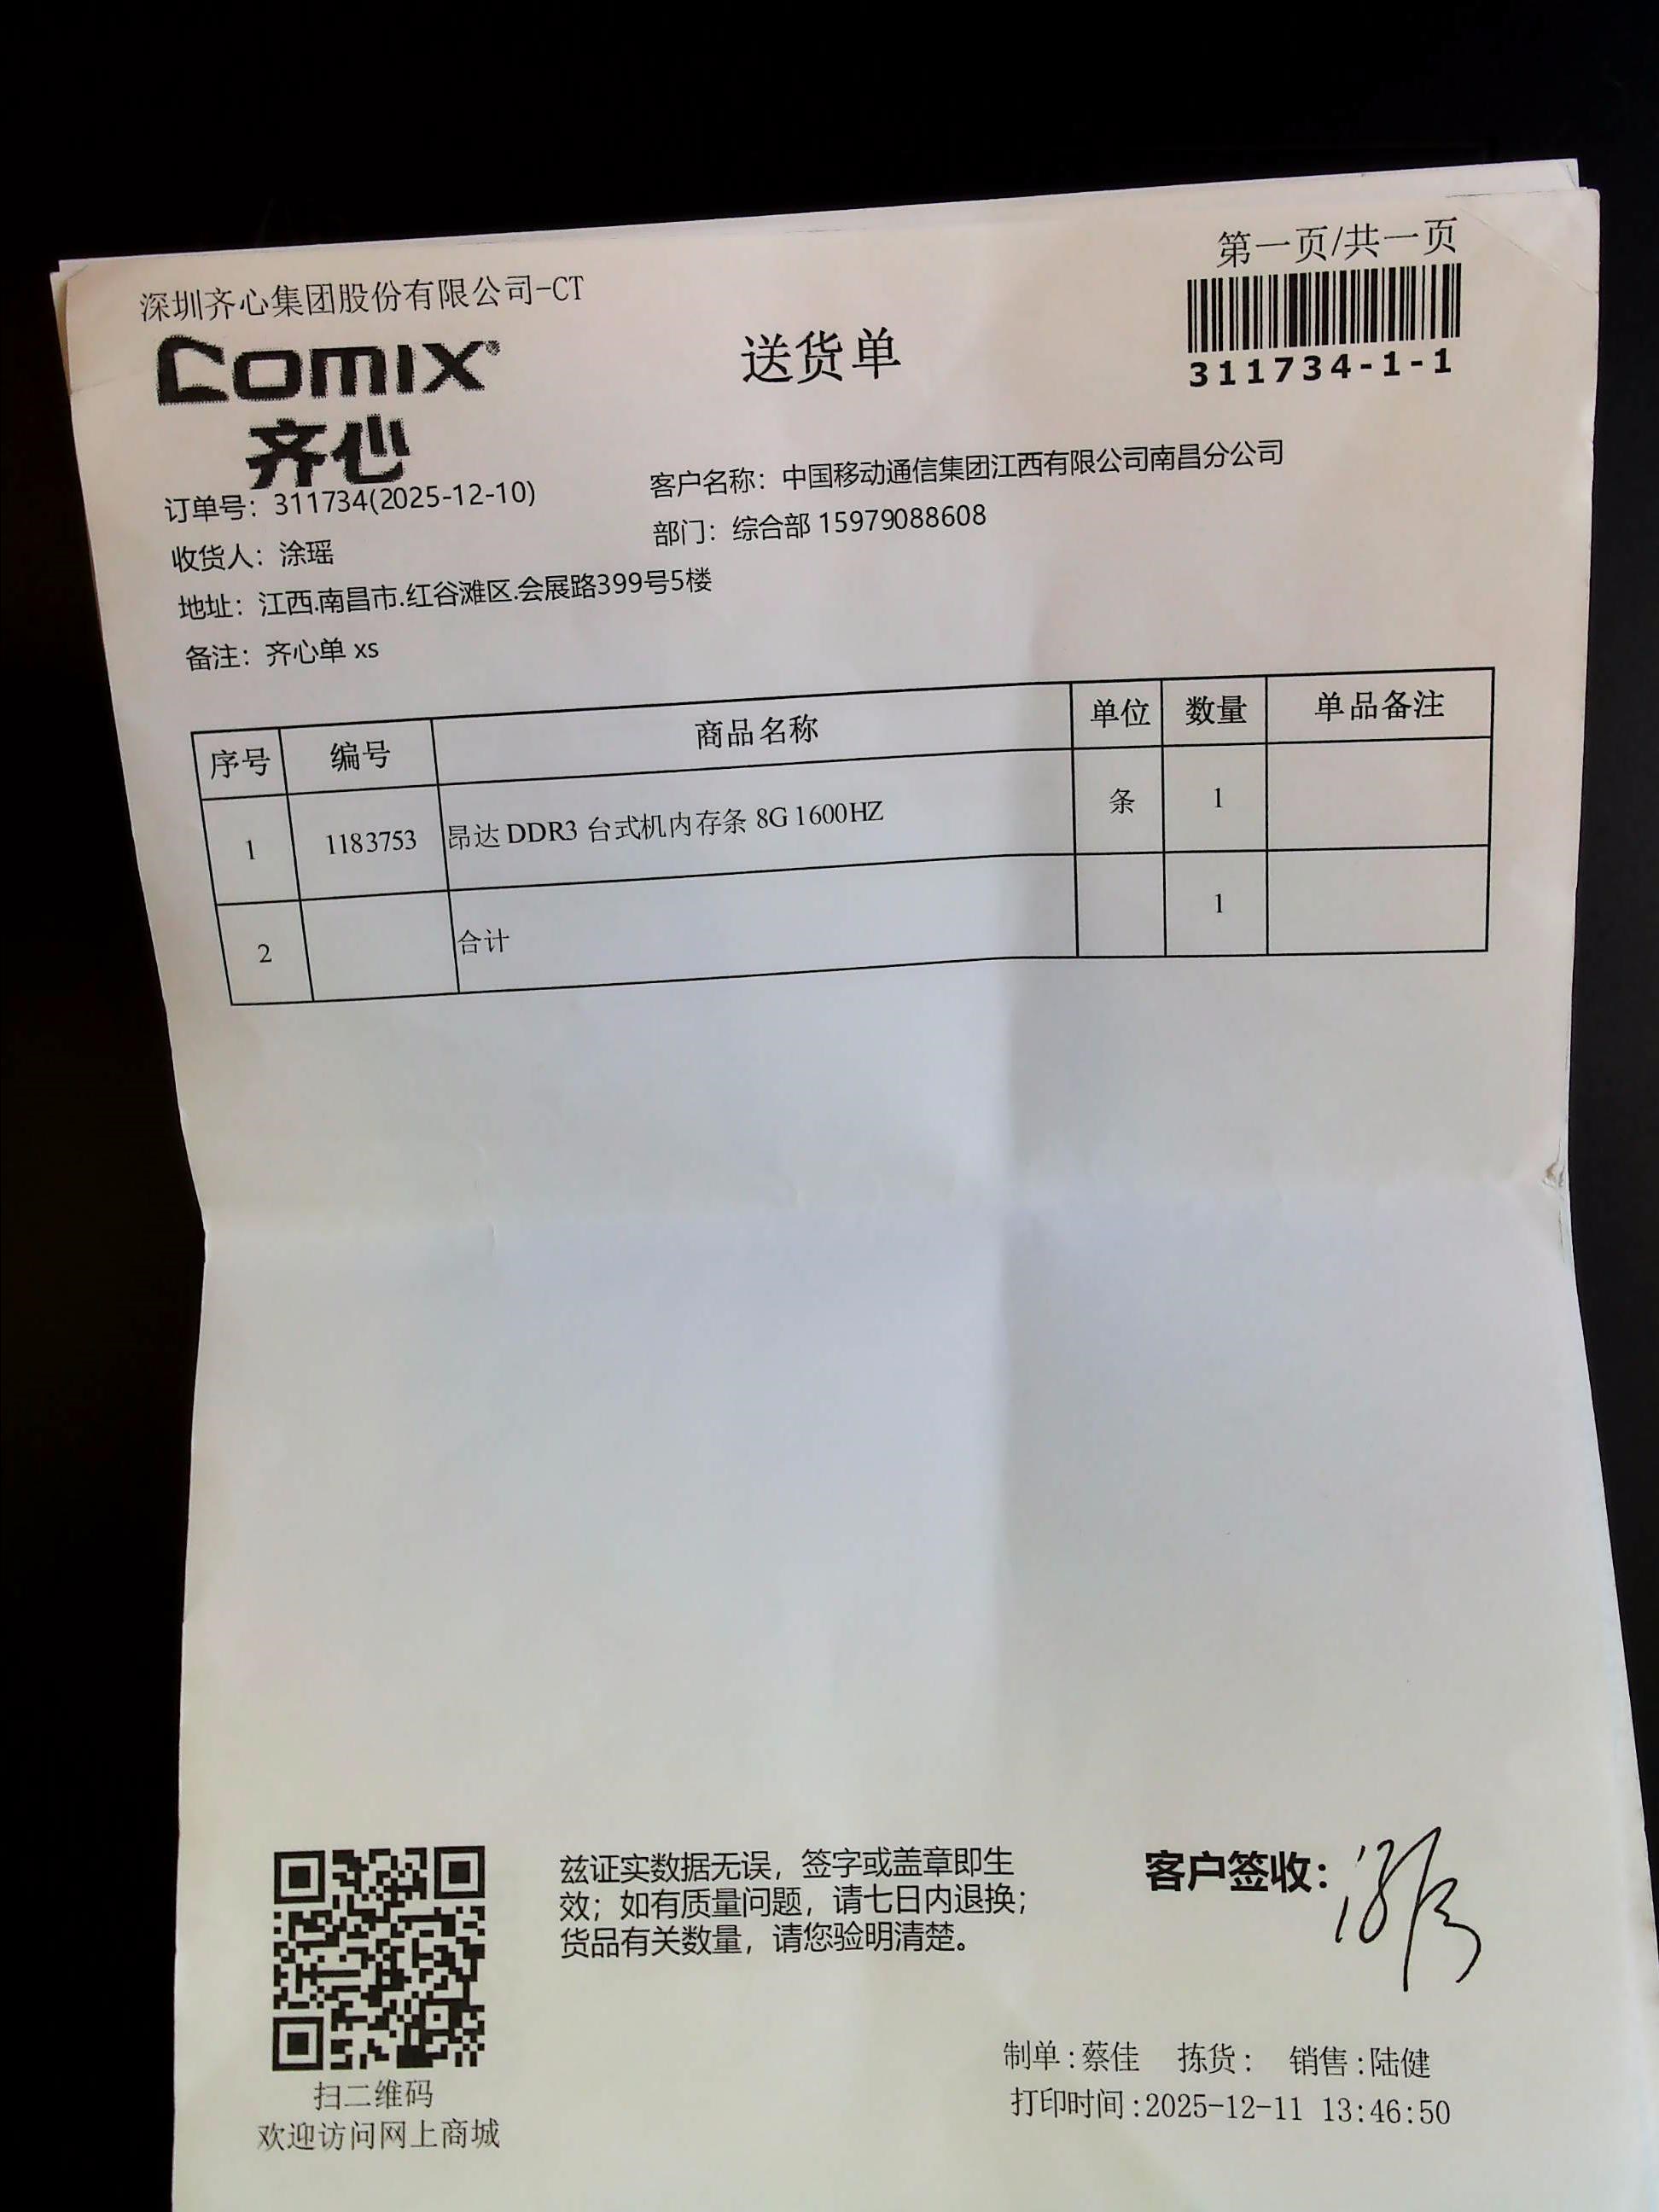 第一页/共一页
深圳齐心集团股份有限公司-CT
comix®
齐心
送货单
311734-1-1
订单号：311734(2025-12-10)
客户名称：中国移动通信集团江西有限公司南昌分公司
收货人：涂瑶
部门：综合部 15979088608
地址：江西.南昌市.红谷滩区.会展路399号5楼
备注：齐心单 xs
序号 编号 商品名称 单位 数量 单品备注
1 1183753 昂达 DDR3 台式机内存条 8G 1600HZ 条 1
2 合计 1
兹证实数据无误，签字或盖章即生
效；如有质量问题，请七日内退换；
货品有关数量，请您验明清楚。
客户签收：
扫二维码
欢迎访问网上商城
制单:蔡佳 拣货: 销售:陆健
打印时间:2025-12-11 13:46:50